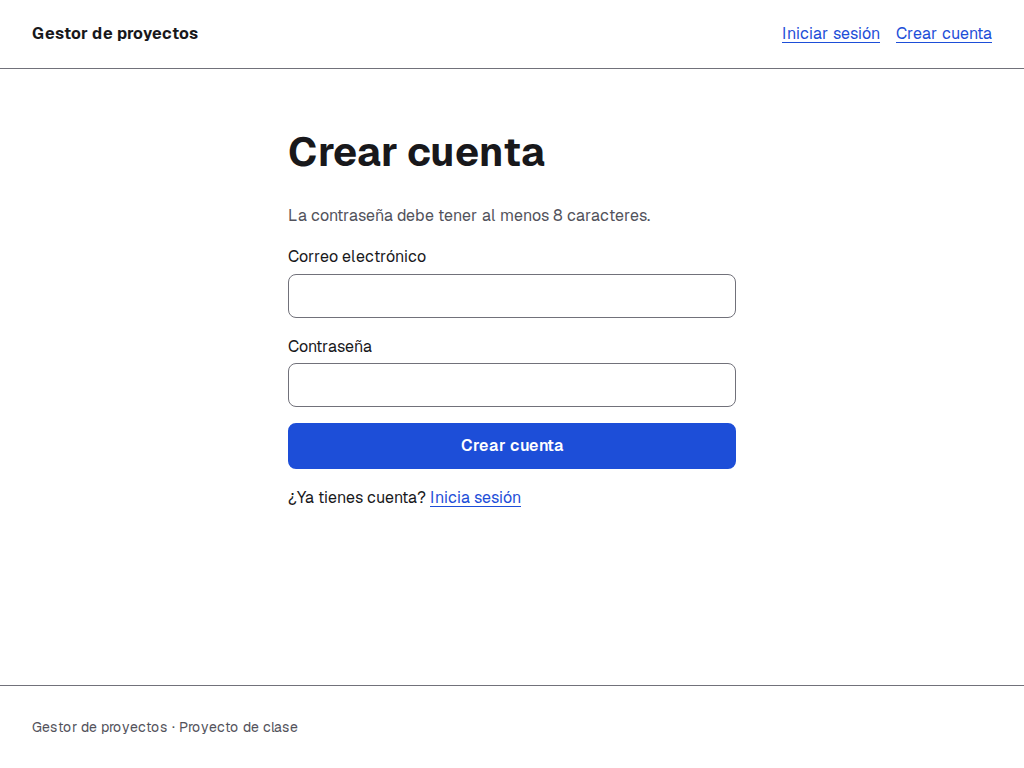 Gestor de proyectos
Iniciar sesión Crear cuenta
Crear cuenta
La contraseña debe tener al menos 8 caracteres.
Correo electrónico
Contraseña
Crear cuenta
¿Ya tienes cuenta? Inicia sesión
Gestor de proyectos · Proyecto de clase